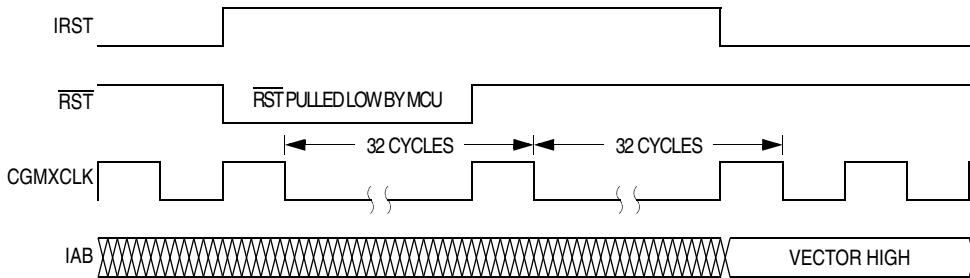 IRST
RST
RST PULLED LOW BY MCU
32 CYCLES
32 CYCLES
CGMXCLK
IAB
VECTOR HIGH